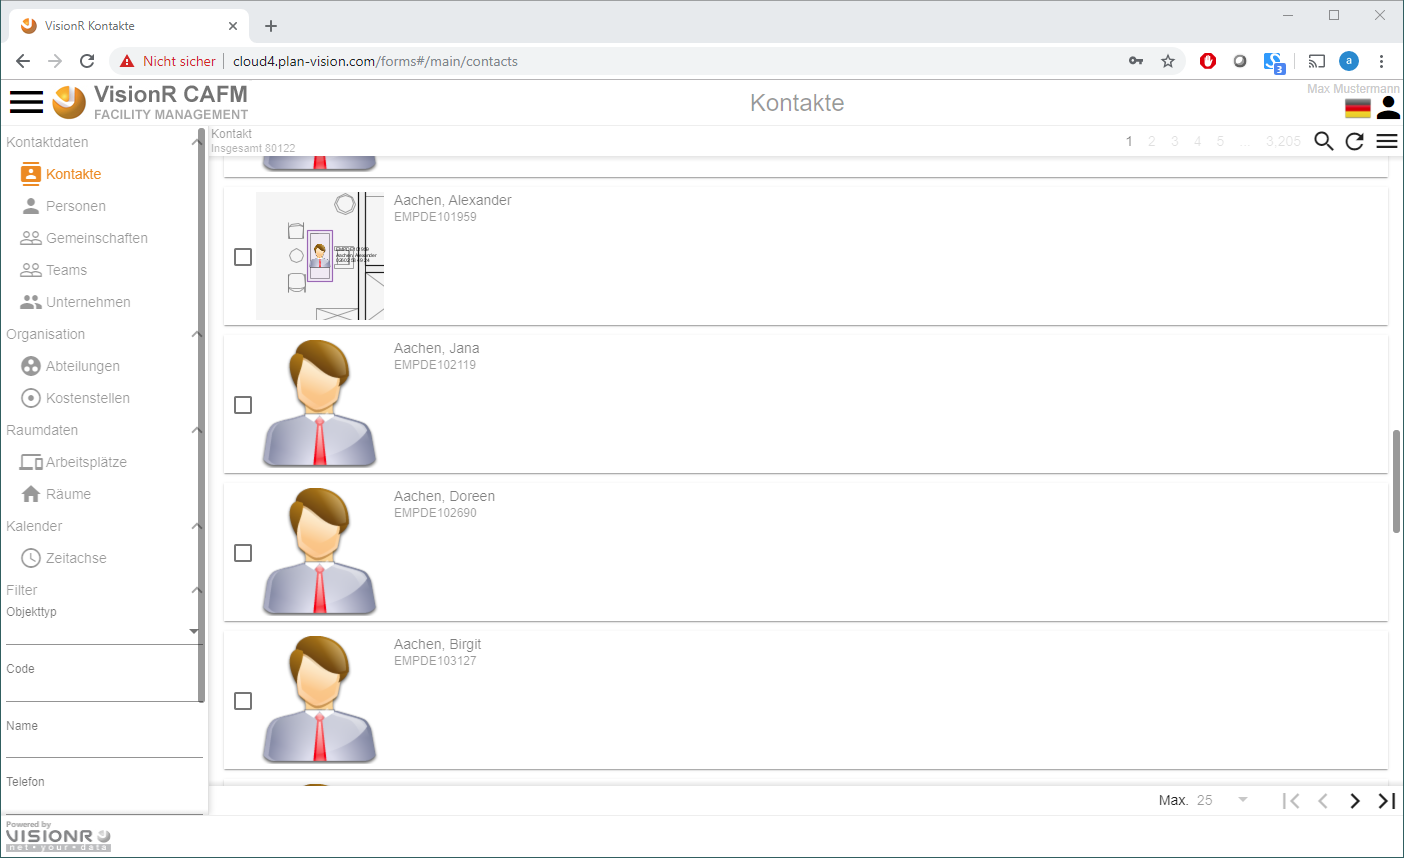 VisionR Kontakte
Nicht sicher
cloud4.plan-vision.com/forms#/main/contacts
3
a
VisionR CAFM
FACILITY MANAGEMENT
Kontakte
Max Mustermann
Kontaktdaten
Kontakte
Personen
Gemeinschaften
Teams
Unternehmen
Organisation
Abteilungen
Kostenstellen
Raumdaten
Arbeitsplätze
Räume
Kalender
Zeitachse
Filter
Objekttyp
Code
Name
Telefon
Kontakt
Insgesamt 80122
1 2 3 4 5 ... 3,205
Aachen, Alexander
EMPDE101959
Aachen, Alexander
Aachen, Jana
EMPDE102119
Aachen, Doreen
EMPDE102690
Aachen, Birgit
EMPDE103127
Max. 25
Powered by
VISIONR
net • your • data